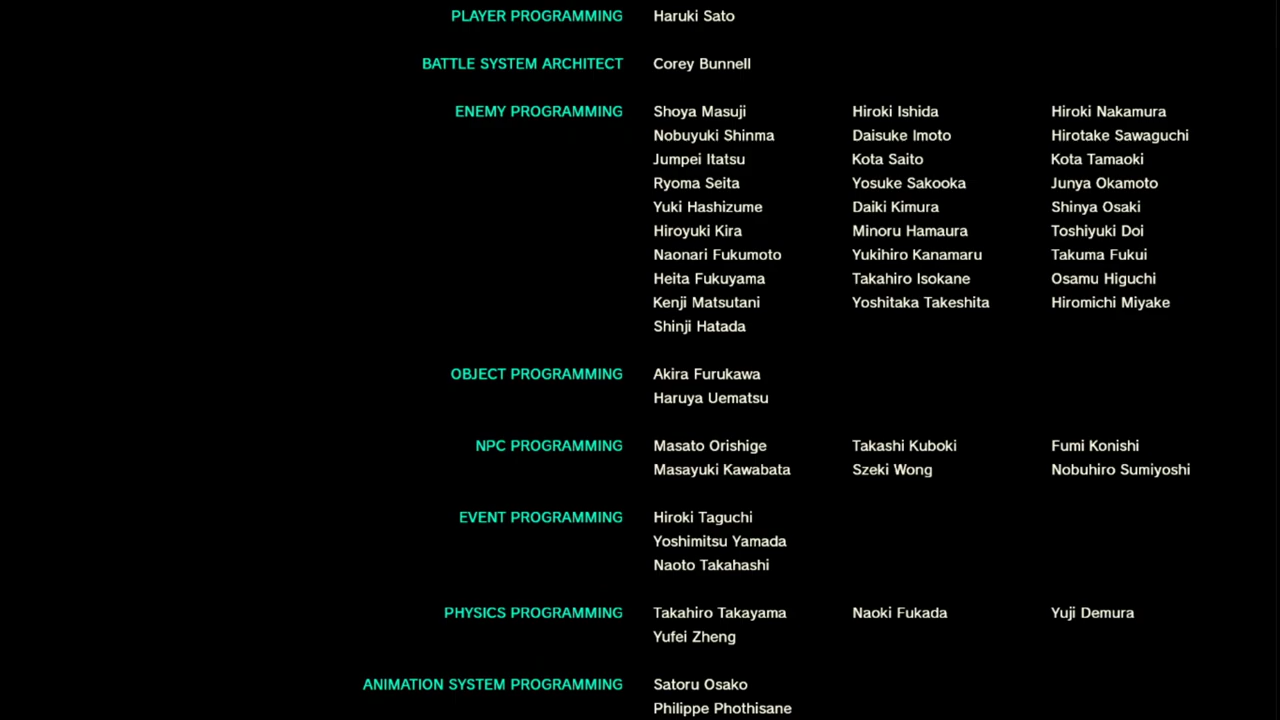 PLAYER PROGRAMMING Haruki Sato
BATTLE SYSTEM ARCHITECT Corey Bunnell
ENEMY PROGRAMMING Shoya Masuji Hiroki Ishida Hiroki Nakamura
Nobuyuki Shinma Daisuke Imoto Hirotake Sawaguchi
Jumpei Itatsu Kota Saito Kota Tamaoki
Ryoma Seita Yosuke Sakooka Junya Okamoto
Yuki Hashizume Daiki Kimura Shinya Osaki
Hiroyuki Kira Minoru Hamaura Toshiyuki Doi
Naonari Fukumoto Yukihiro Kanamaru Takuma Fukui
Heita Fukuyama Takahiro Isokane Osamu Higuchi
Kenji Matsutani Yoshitaka Takeshita Hiromichi Miyake
Shinji Hatada
OBJECT PROGRAMMING Akira Furukawa
Haruya Uematsu
NPC PROGRAMMING Masato Orishige Takashi Kuboki Fumi Konishi
Masayuki Kawabata Szeki Wong Nobuhiro Sumiyoshi
EVENT PROGRAMMING Hiroki Taguchi
Yoshimitsu Yamada
Naoto Takahashi
PHYSICS PROGRAMMING Takahiro Takayama Naoki Fukada Yuji Demura
Yufei Zheng
ANIMATION SYSTEM PROGRAMMING Satoru Osako
Philippe Phothisane